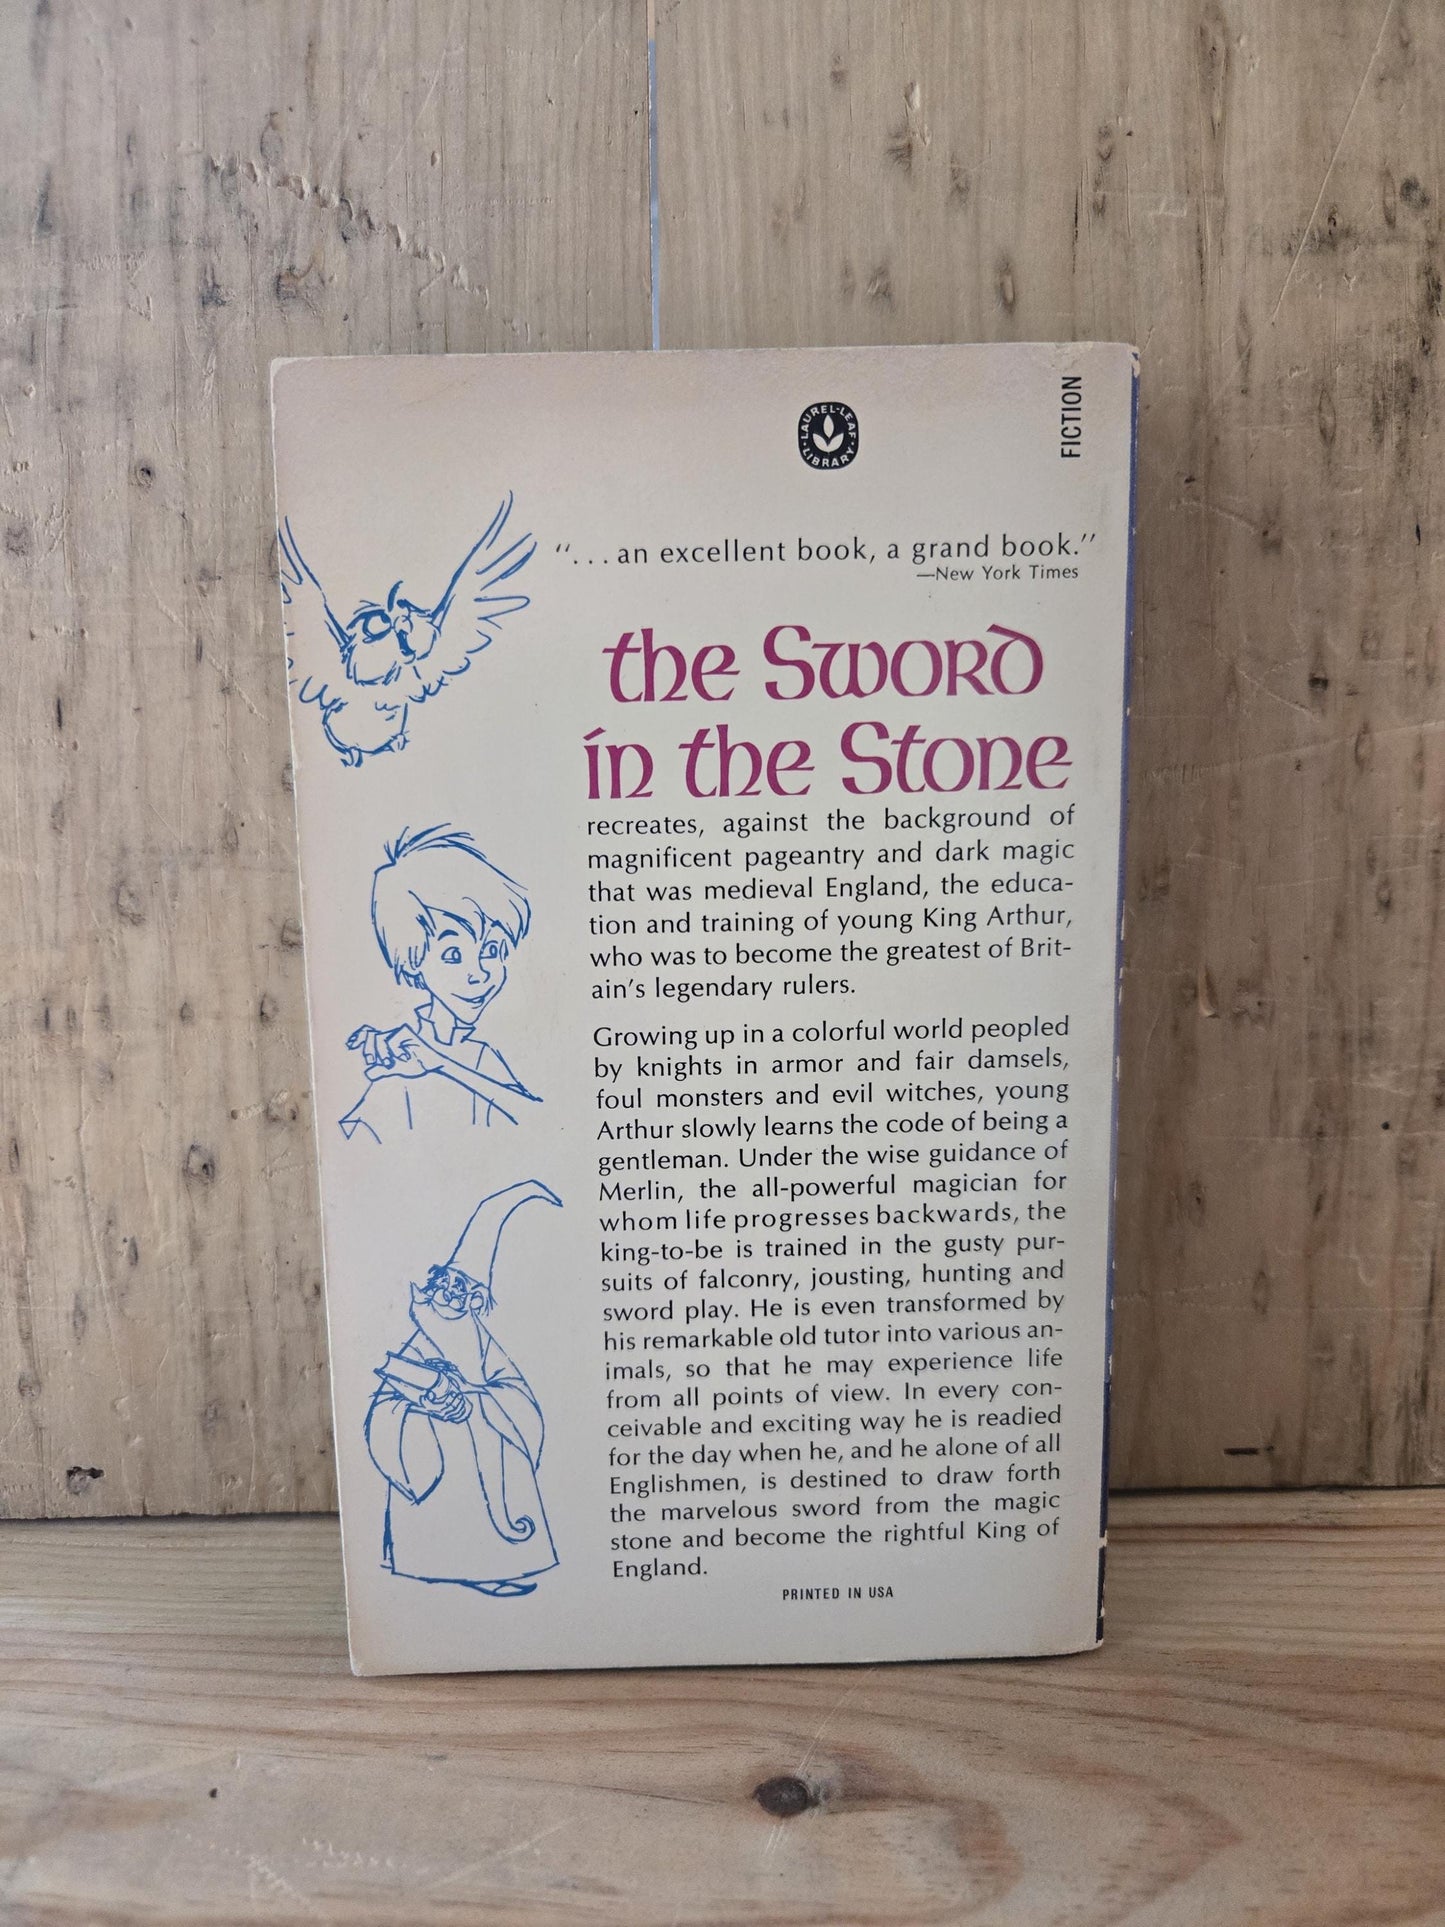 LAUREL-LEAF
LIBRARY
FICTION
"...an excellent book, a grand book."
—New York Times
the Sword
in the Stone
recreates, against the background of
magnificent pageantry and dark magic
that was medieval England, the educa-
tion and training of young King Arthur,
who was to become the greatest of Brit-
ain's legendary rulers.
Growing up in a colorful world peopled
by knights in armor and fair damsels,
foul monsters and evil witches, young
Arthur slowly learns the code of being a
gentleman. Under the wise guidance of
Merlin, the all-powerful magician for
whom life progresses backwards, the
king-to-be is trained in the gusty pur-
suits of falconry, jousting, hunting and
sword play. He is even transformed by
his remarkable old tutor into various an-
imals, so that he may experience life
from all points of view. In every con-
ceivable and exciting way he is readied
for the day when he, and he alone of all
Englishmen, is destined to draw forth
the marvelous sword from the magic
stone and become the rightful King of
England.
PRINTED IN USA